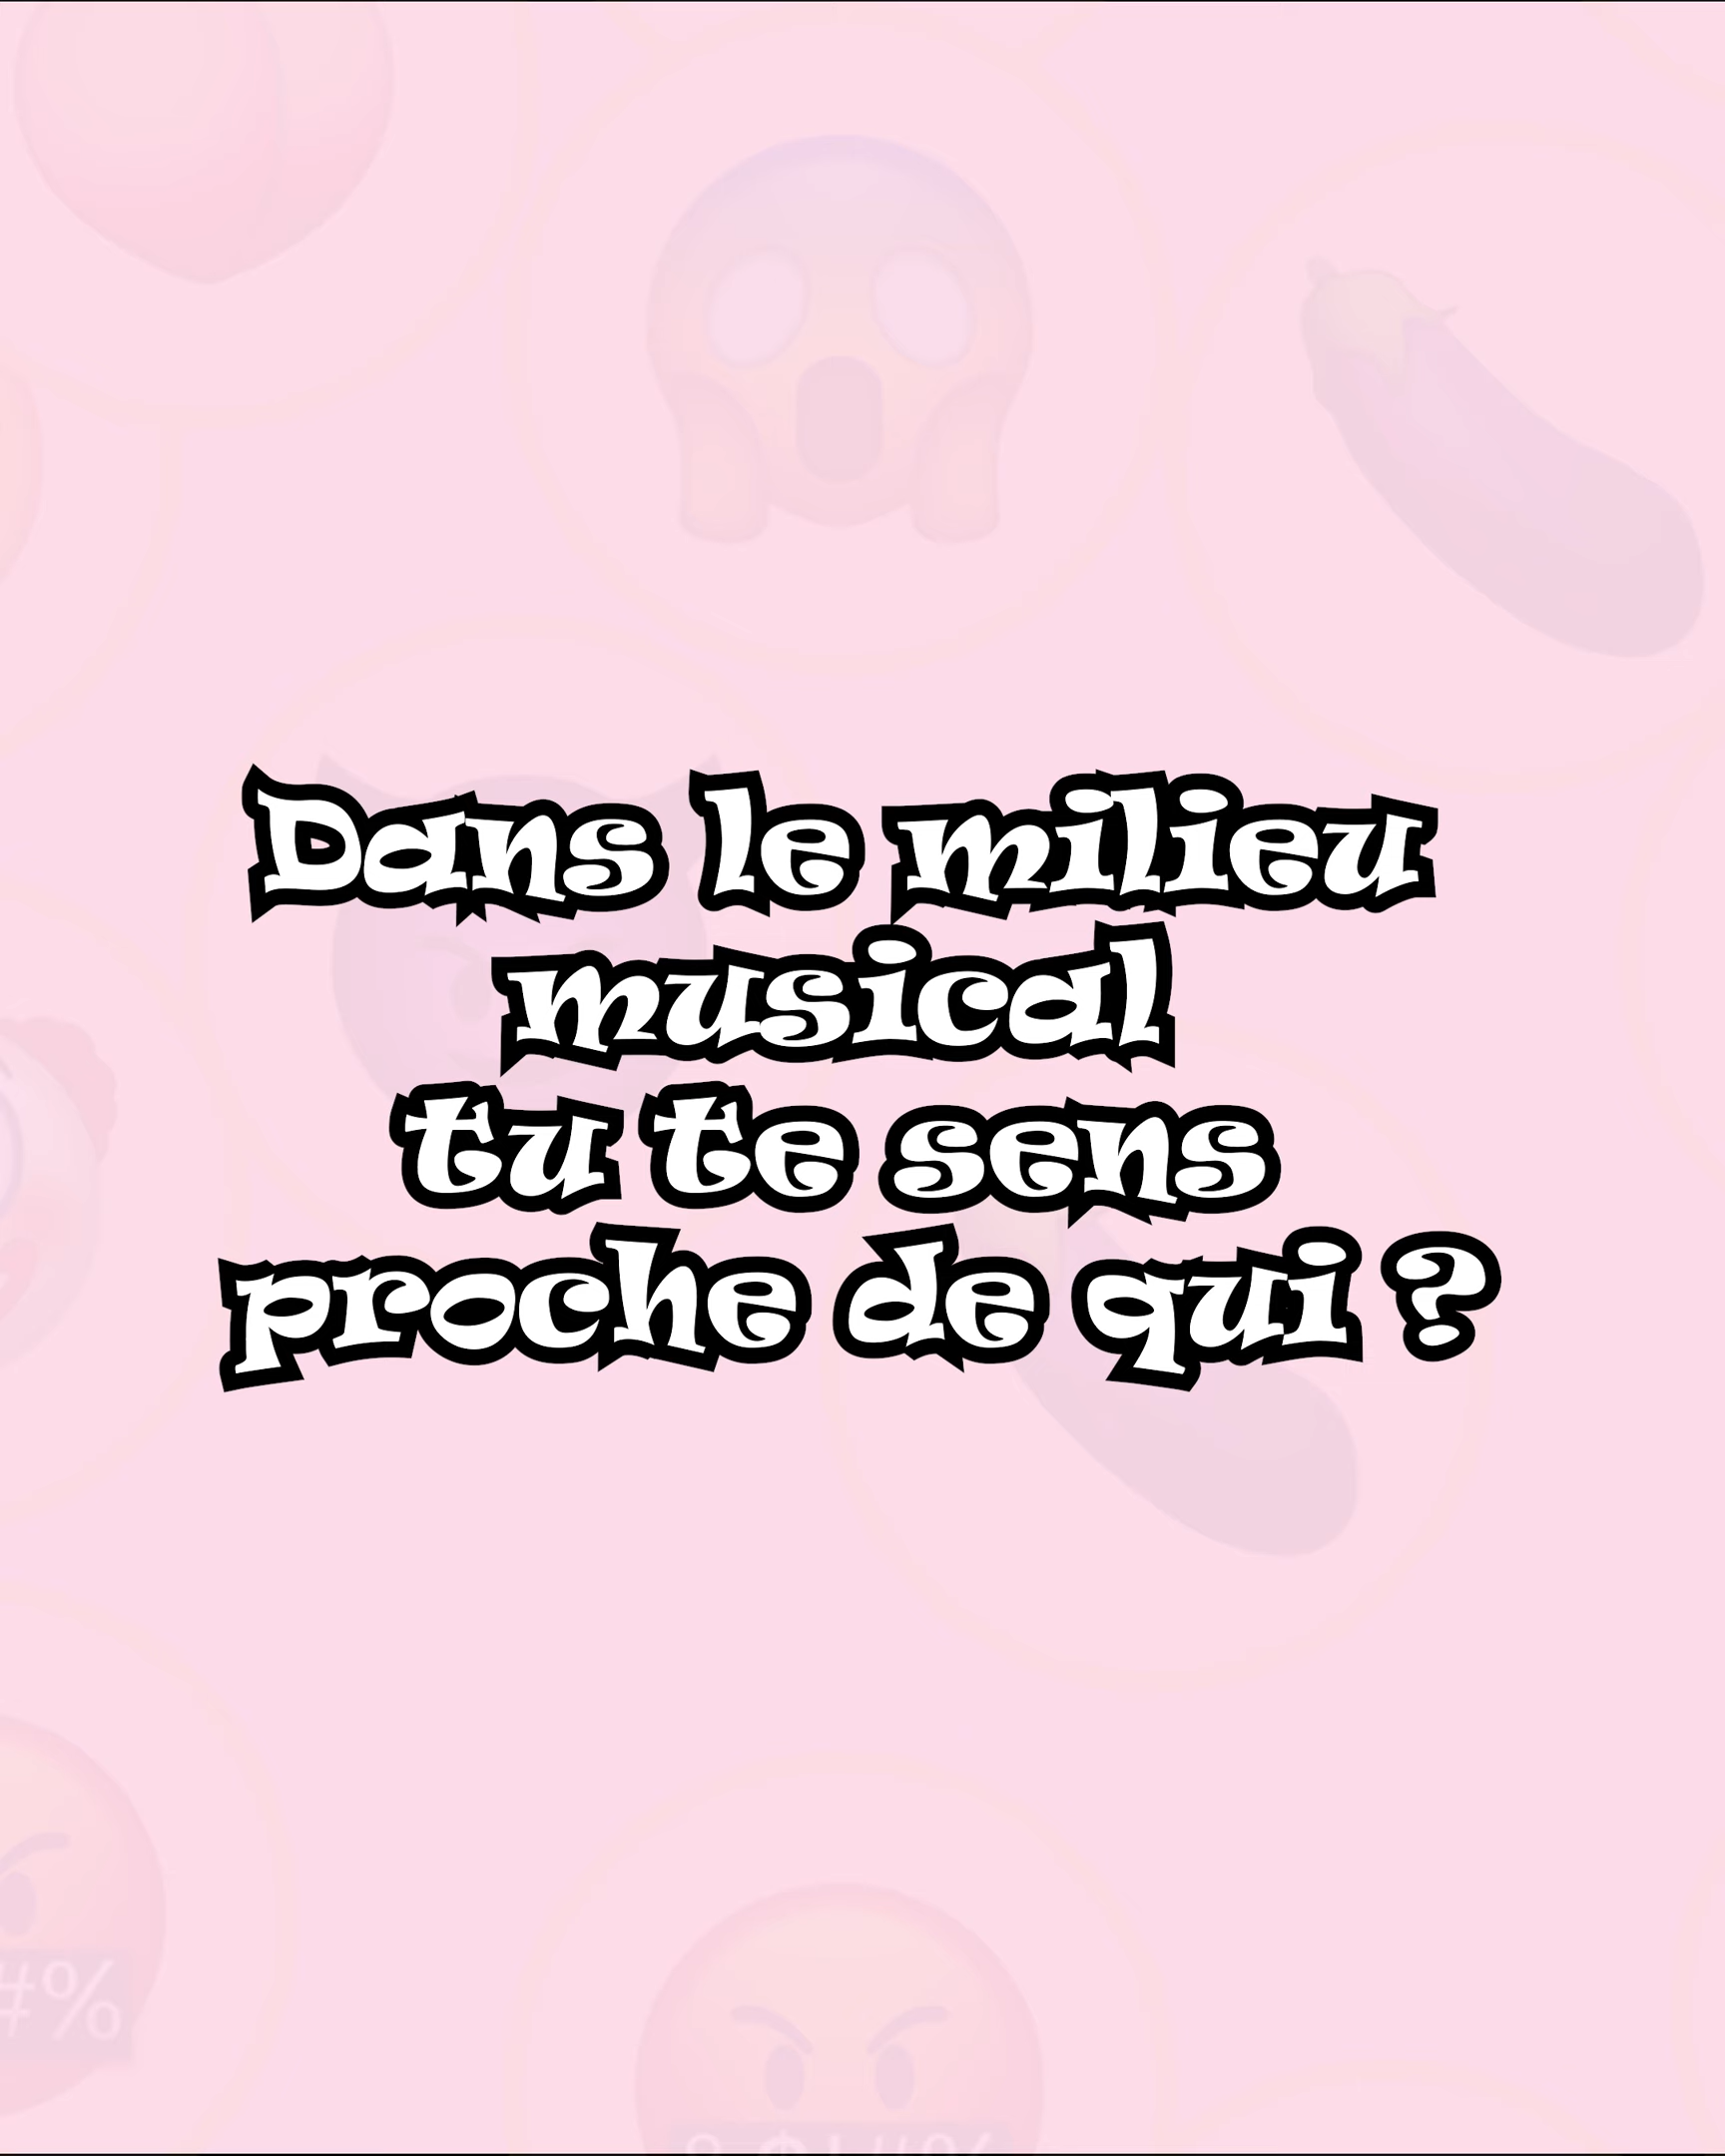 Dans le milieu
musical
tu te sens
proche de qui ?
#%